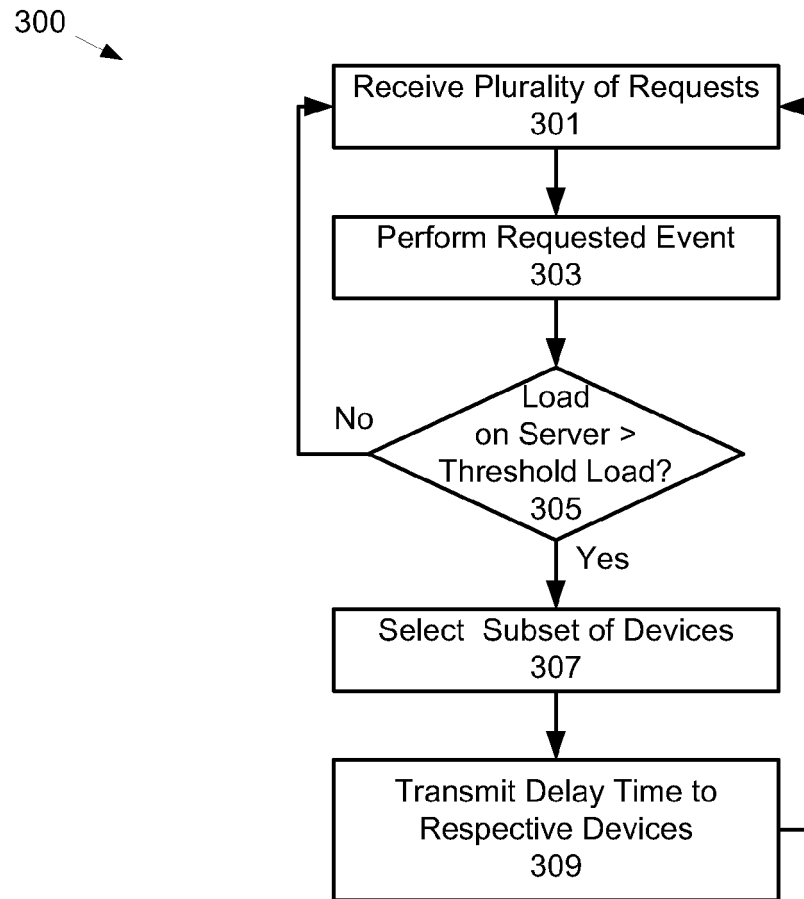 300
Receive Plurality of Requests
301
Perform Requested Event
303
Load
on Server >
Threshold Load?
305
No
Yes
Select Subset of Devices
307
Transmit Delay Time to
Respective Devices
309